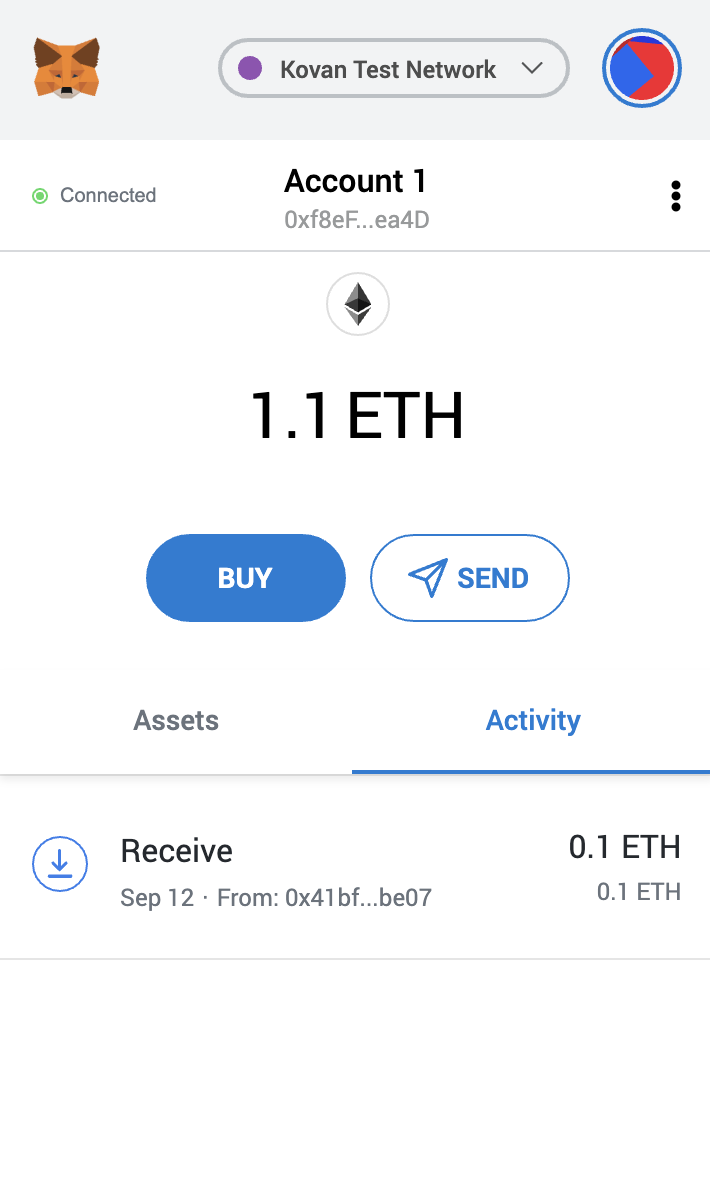 Kovan Test Network
Connected
Account 1
0xf8eF...ea4D
1.1 ETH
BUY
SEND
Assets
Activity
Receive
0.1 ETH
Sep 12 · From: 0x41bf...be07
0.1 ETH